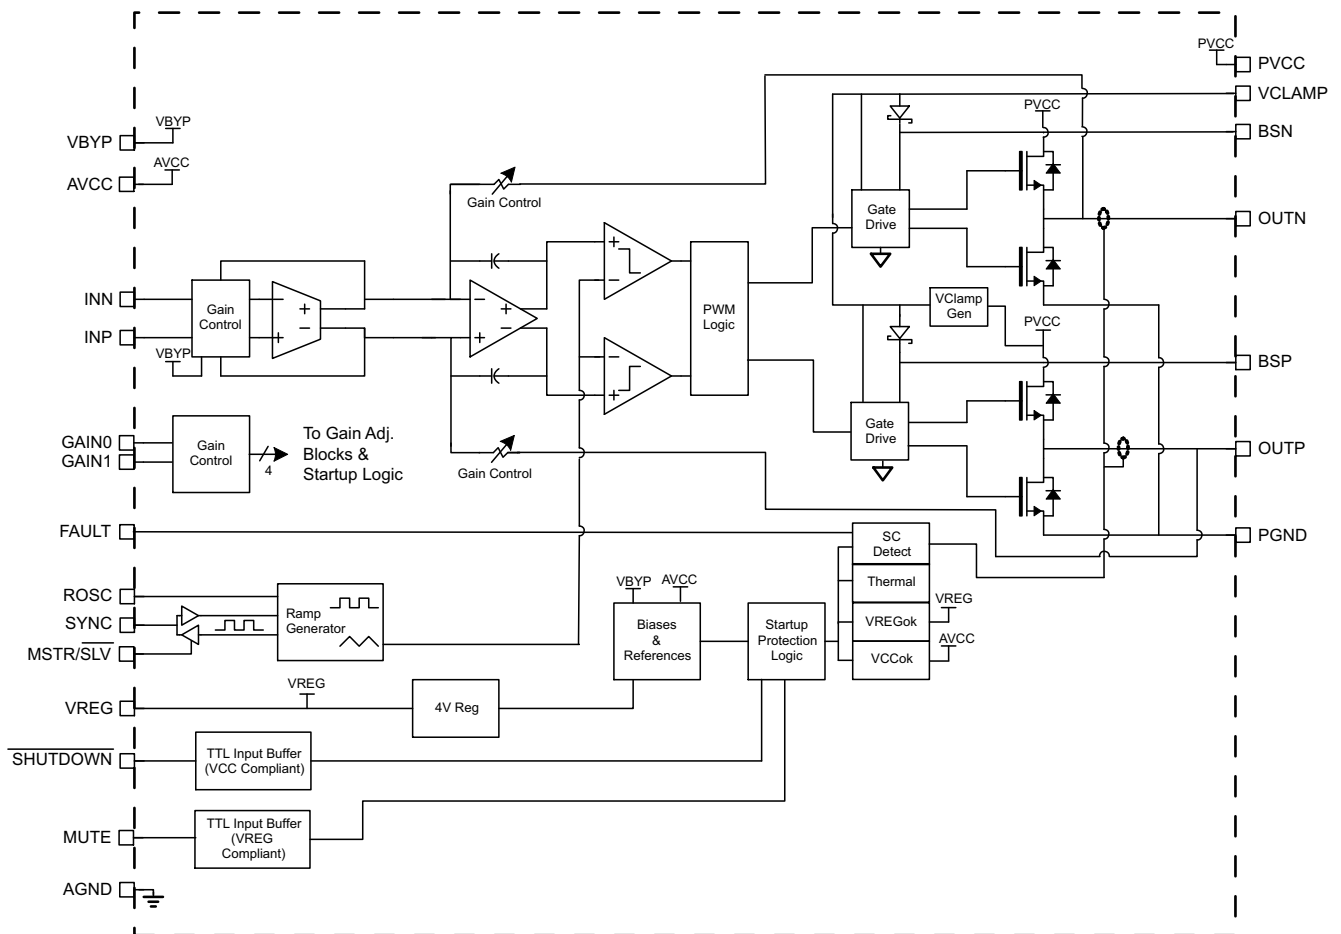 PVCC
PVCC
VCLAMP
PVCC
VBYP
VBYP
BSN
AVCC
AVCC
Gain Control
Gate
Drive
OUTN
INN
INP
Gain
Control
+
−
−
+
VBYP
−
+
+
−
+
−
−
+
PWM
Logic
VClamp
Gen
PVCC
BSP
GAIN0
GAIN1
Gain
Control
4
To Gain Adj.
Blocks &
Startup Logic
Gain Control
Gate
Drive
OUTP
FAULT
SC
Detect
PGND
ROSC
SYNC
MSTR/SLV
Ramp
Generator
VBYP
AVCC
Biases
&
References
Startup
Protection
Logic
Thermal
VREG
VREGok
AVCC
VCCok
VREG
VREG
4V Reg
SHUTDOWN
TTL Input Buffer
(VCC Compliant)
MUTE
TTL Input Buffer
(VREG
Compliant)
AGND